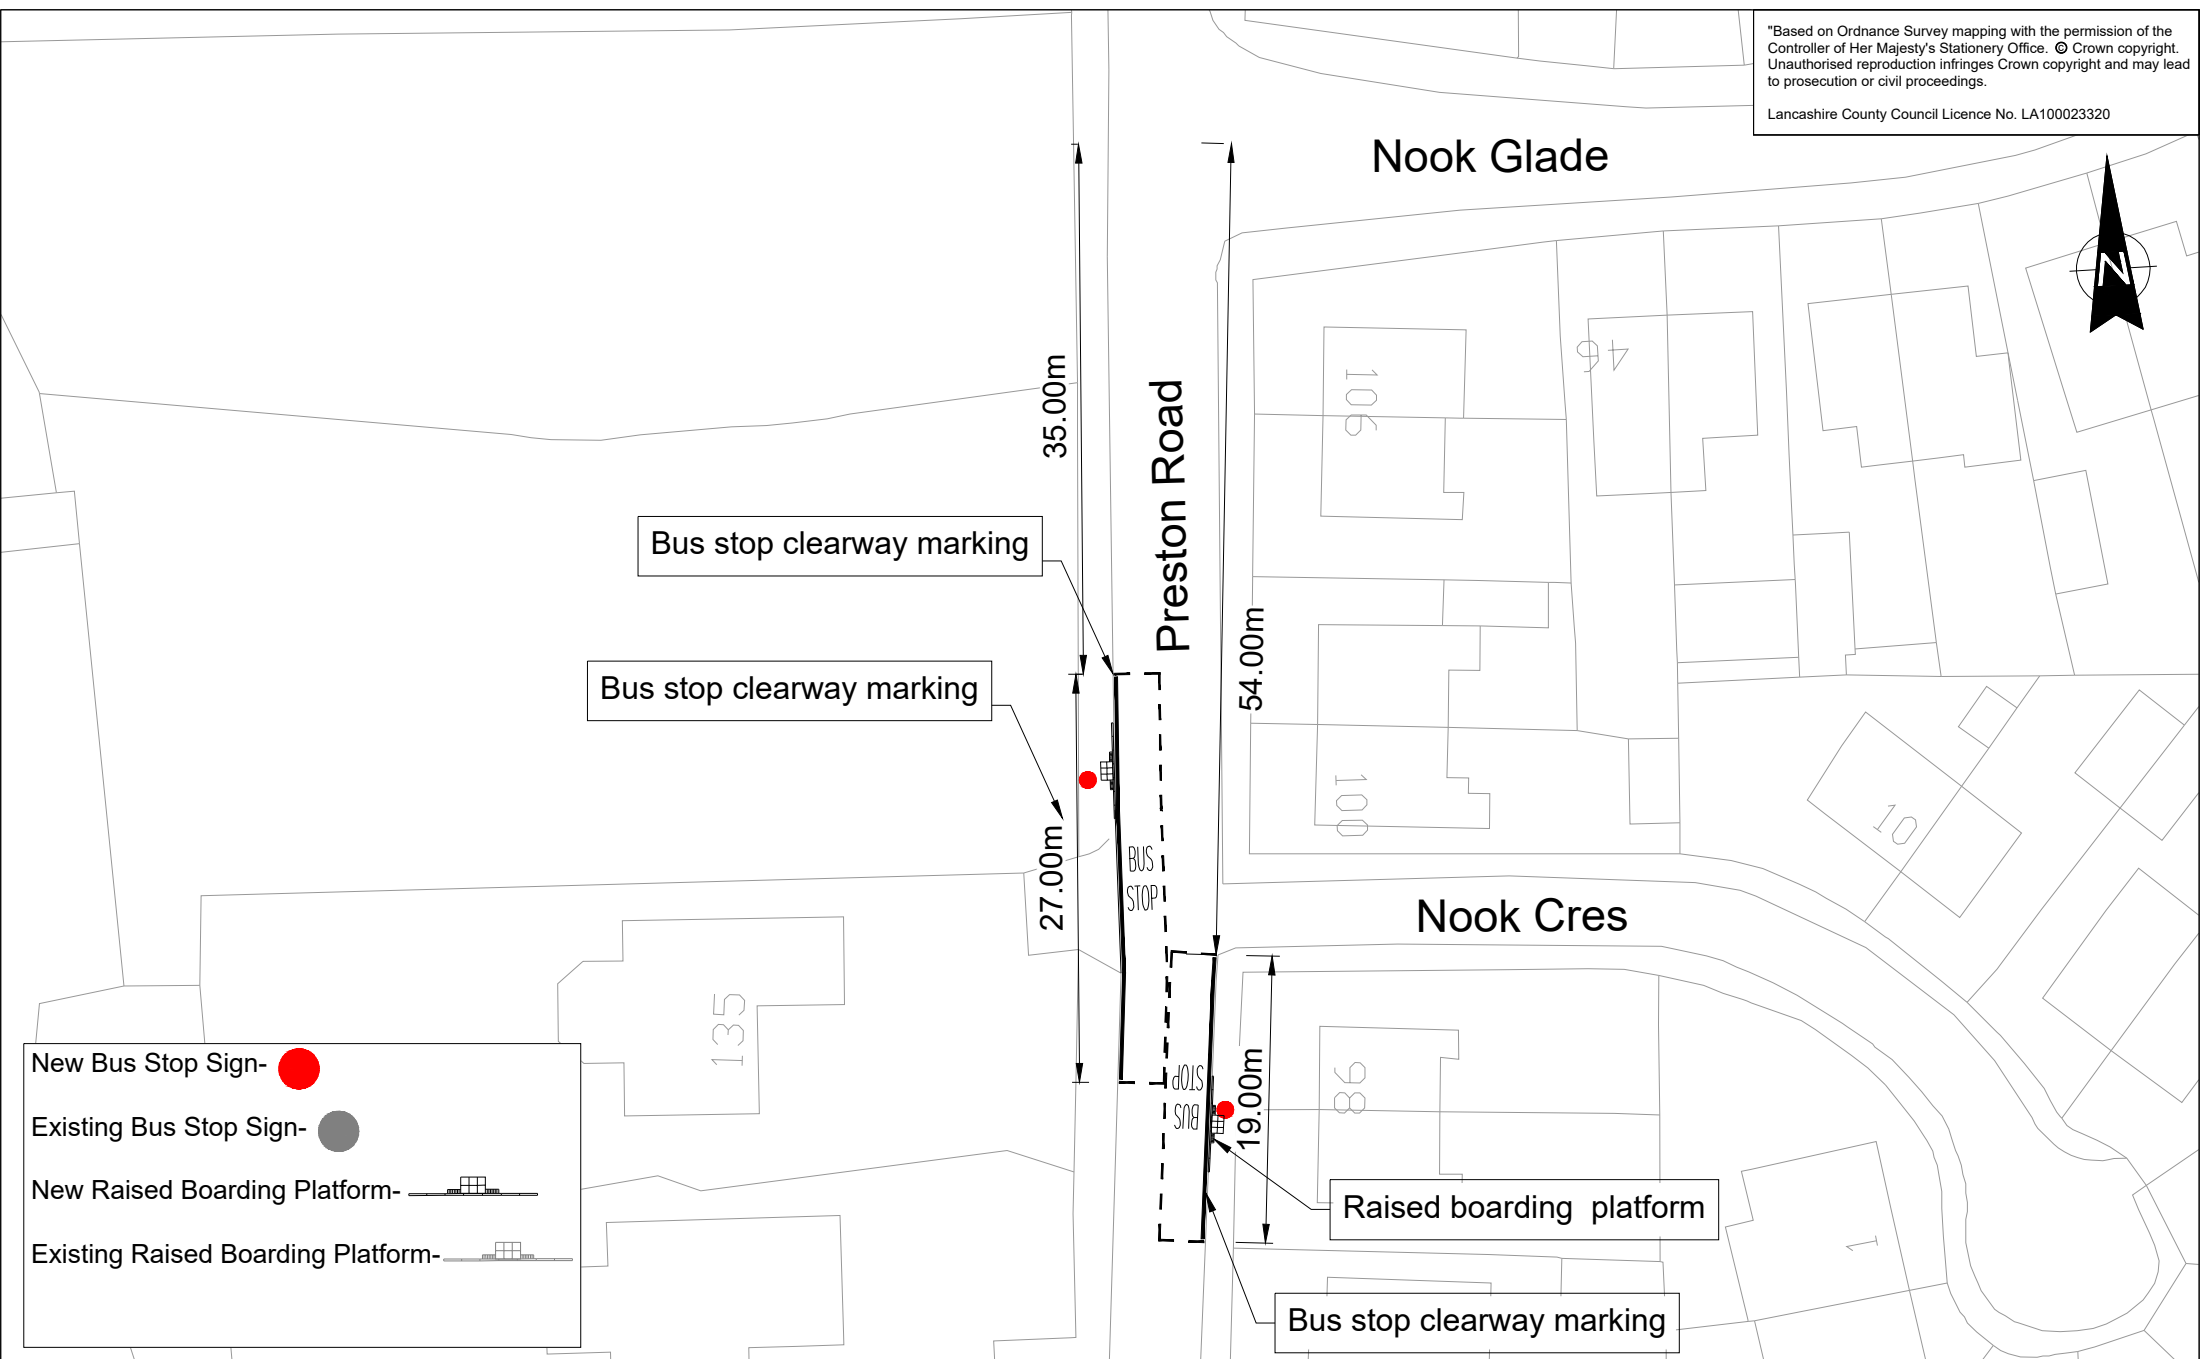 "Based on Ordnance Survey mapping with the permission of the
Controller of Her Majesty's Stationery Office. © Crown copyright.
Unauthorised reproduction infringes Crown copyright and may lead
to prosecution or civil proceedings.
Lancashire County Council Licence No. LA100023320
Nook Glade
N
35.00m
Preston Road
106
46
Bus stop clearway marking
54.00m
Bus stop clearway marking
100
10
27.00m
BUS
STOP
Nook Cres
135
BUS
STOP
98
19.00m
Raised boarding platform
1
Bus stop clearway marking
New Bus Stop Sign-
Existing Bus Stop Sign-
New Raised Boarding Platform-
Existing Raised Boarding Platform-